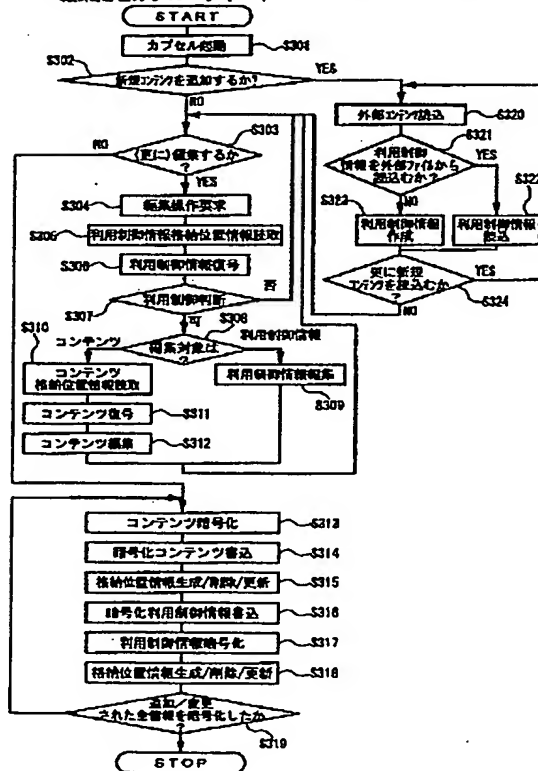 START
カプセル起動
S301
S302
新規コンテンツを追加するか?
YES
NO
外部コンテンツ読込
S320
S321
利用制御
情報を外部ファイルから
読込むか?
YES
NO
S322
利用制御情報
作成
S323
利用制御情報
読込
更に新規
コンテンツを読込むか
?
YES
NO
S324
S303
(更に)編集するか
?
NO
YES
S304
編集操作要求
S305
利用制御情報格納位置情報読取
S306
利用制御情報復号
S307
利用制御判断
否
可
S308
編集対象は
?
コンテンツ
利用制御情報
S310
コンテンツ
格納位置情報読取
利用制御情報編集
S309
コンテンツ復号
S311
コンテンツ編集
S312
コンテンツ暗号化
S313
暗号化コンテンツ書込
S314
格納位置情報生成/削除/更新
S315
暗号化利用制御情報書込
S316
利用制御情報暗号化
S317
格納位置情報生成/削除/更新
S318
追加/変更
された全情報を暗号化したか
?
S319
STOP